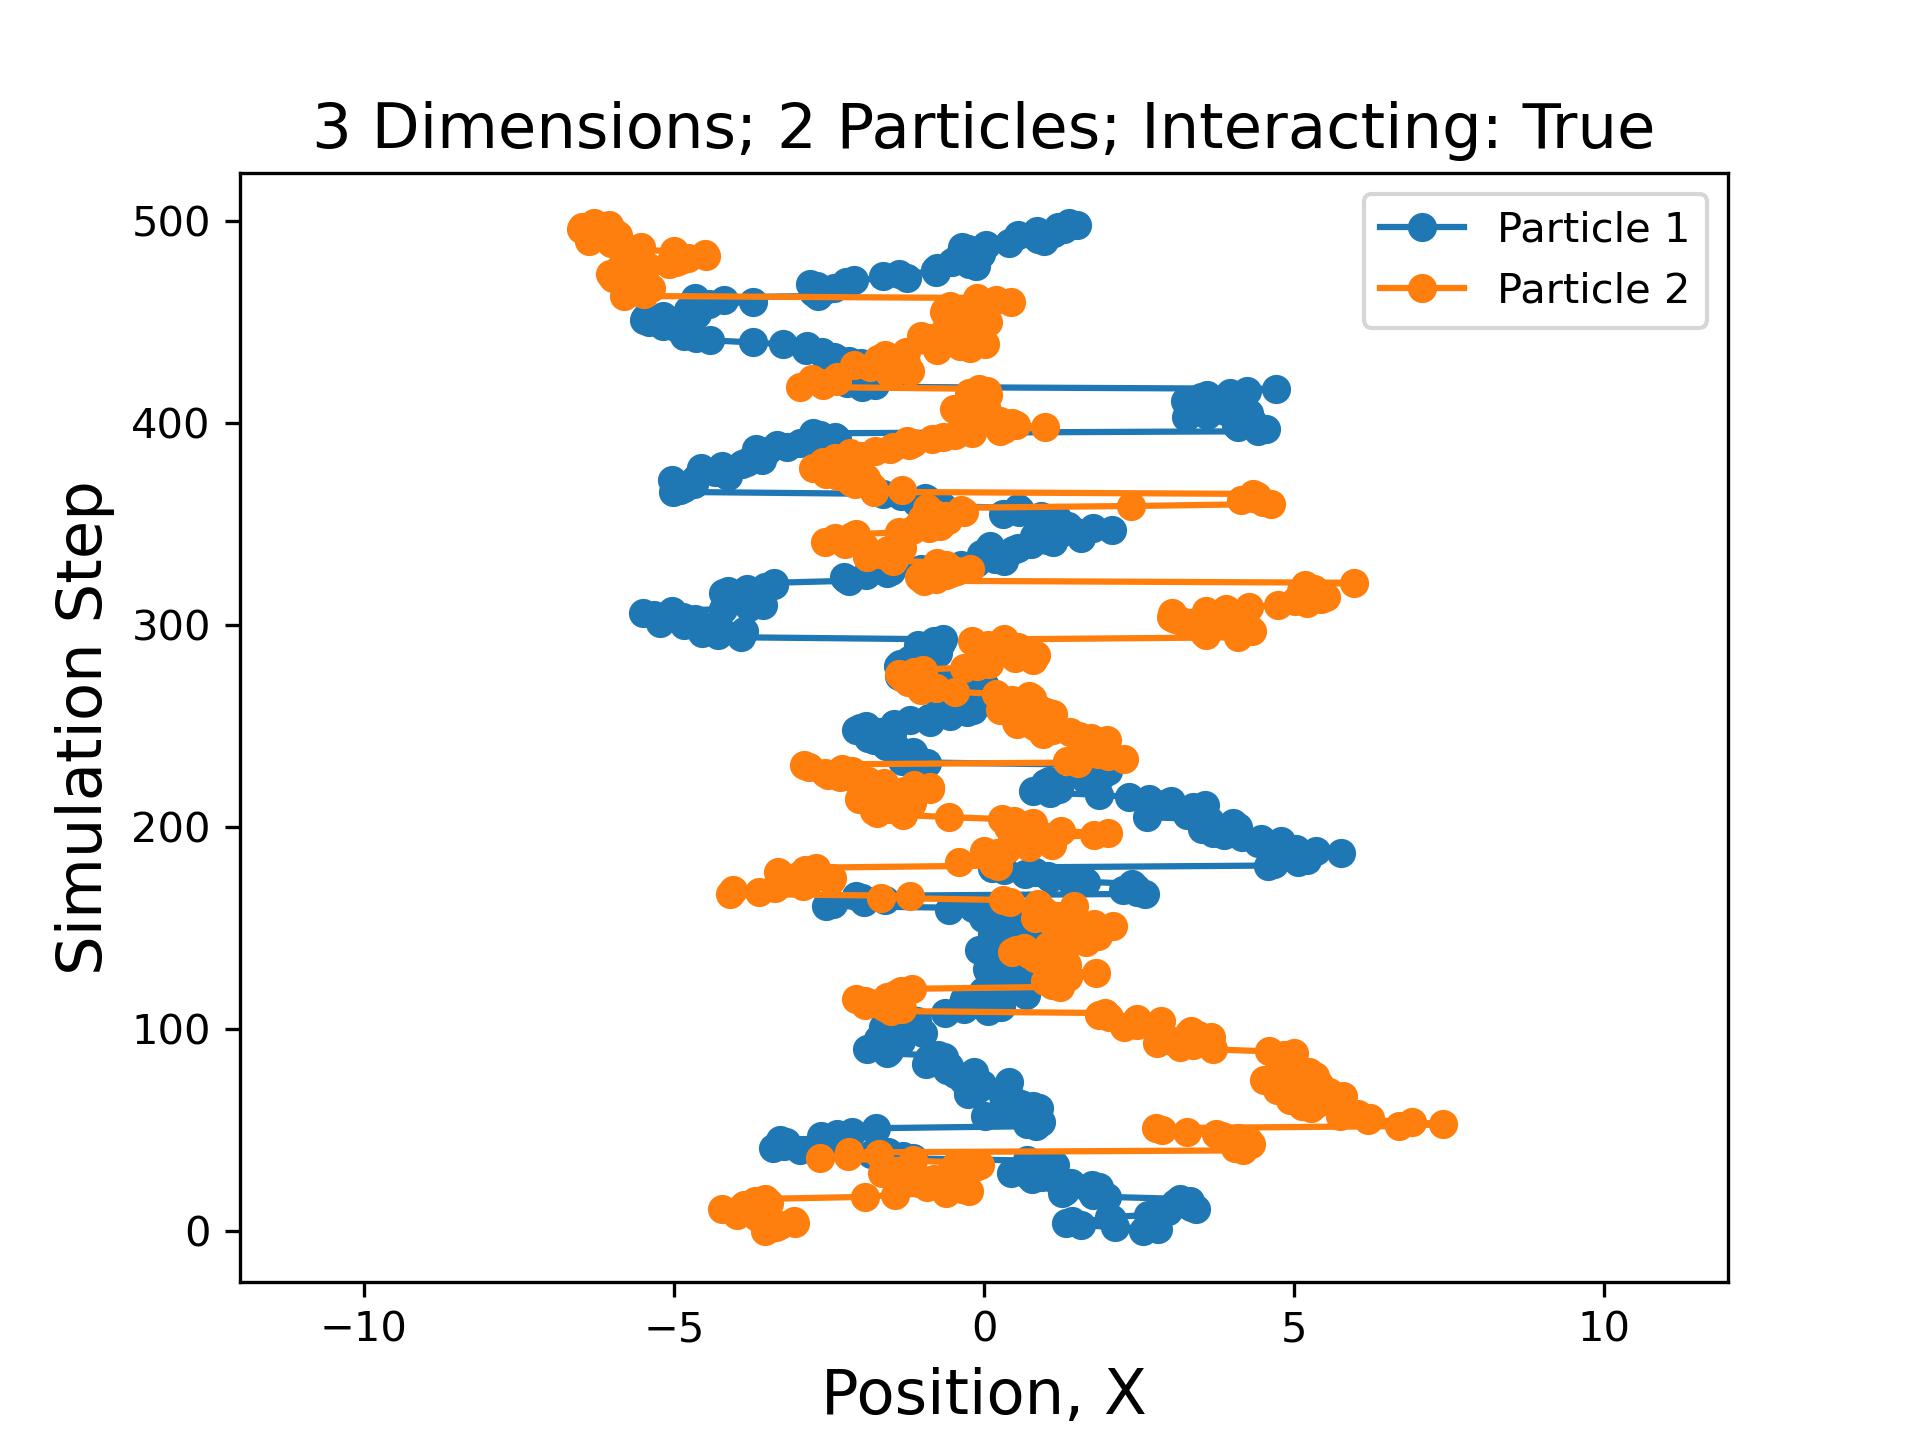 3 Dimensions; 2 Particles; Interacting: True
Particle 1
Particle 2
Simulation Step
500
400
300
200
100
0
−10
−5
0
5
10
Position, X